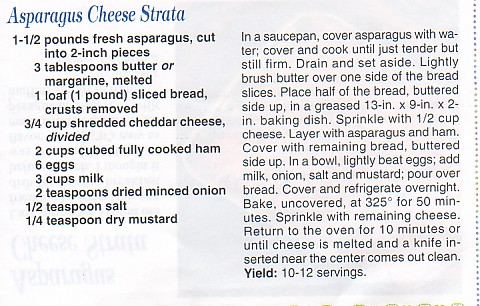 Asparagus Cheese Strata
1-1/2 pounds fresh asparagus, cut
into 2-inch pieces
3 tablespoons butter or
margarine, melted
1 loaf (1 pound) sliced bread,
crusts removed
3/4 cup shredded cheddar cheese,
divided
2 cups cubed fully cooked ham
6 eggs
3 cups milk
2 teaspoons dried minced onion
1/2 teaspoon salt
1/4 teaspoon dry mustard
In a saucepan, cover asparagus with wa-
ter; cover and cook until just tender but
still firm. Drain and set aside. Lightly
brush butter over one side of the bread
slices. Place half of the bread, buttered
side up, in a greased 13-in. x 9-in. x 2-
in. baking dish. Sprinkle with 1/2 cup
cheese. Layer with asparagus and ham.
Cover with remaining bread, buttered
side up. In a bowl, lightly beat eggs; add
milk, onion, salt and mustard; pour over
bread. Cover and refrigerate overnight.
Bake, uncovered, at 325° for 50 min-
utes. Sprinkle with remaining cheese.
Return to the oven for 10 minutes or
until cheese is melted and a knife in-
serted near the center comes out clean.
Yield: 10-12 servings.